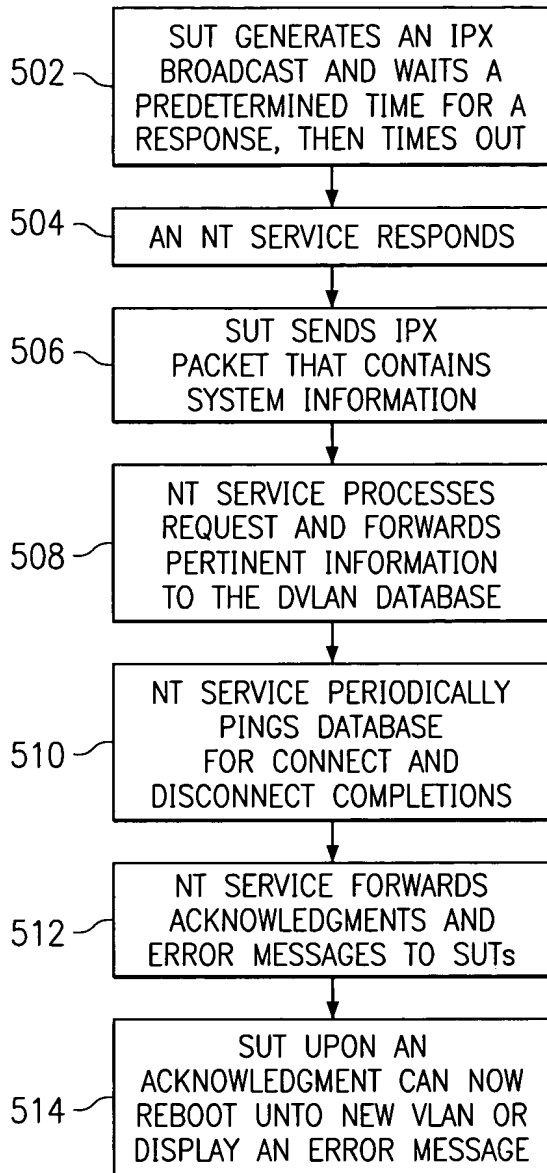 502
SUT GENERATES AN IPX
BROADCAST AND WAITS A
PREDETERMINED TIME FOR A
RESPONSE, THEN TIMES OUT
504
AN NT SERVICE RESPONDS
506
SUT SENDS IPX
PACKET THAT CONTAINS
SYSTEM INFORMATION
508
NT SERVICE PROCESSES
REQUEST AND FORWARDS
PERTINENT INFORMATION
TO THE DVLAN DATABASE
510
NT SERVICE PERIODICALLY
PINGS DATABASE
FOR CONNECT AND
DISCONNECT COMPLETIONS
512
NT SERVICE FORWARDS
ACKNOWLEDGMENTS AND
ERROR MESSAGES TO SUTs
514
SUT UPON AN
ACKNOWLEDGMENT CAN NOW
REBOOT UNTO NEW VLAN OR
DISPLAY AN ERROR MESSAGE